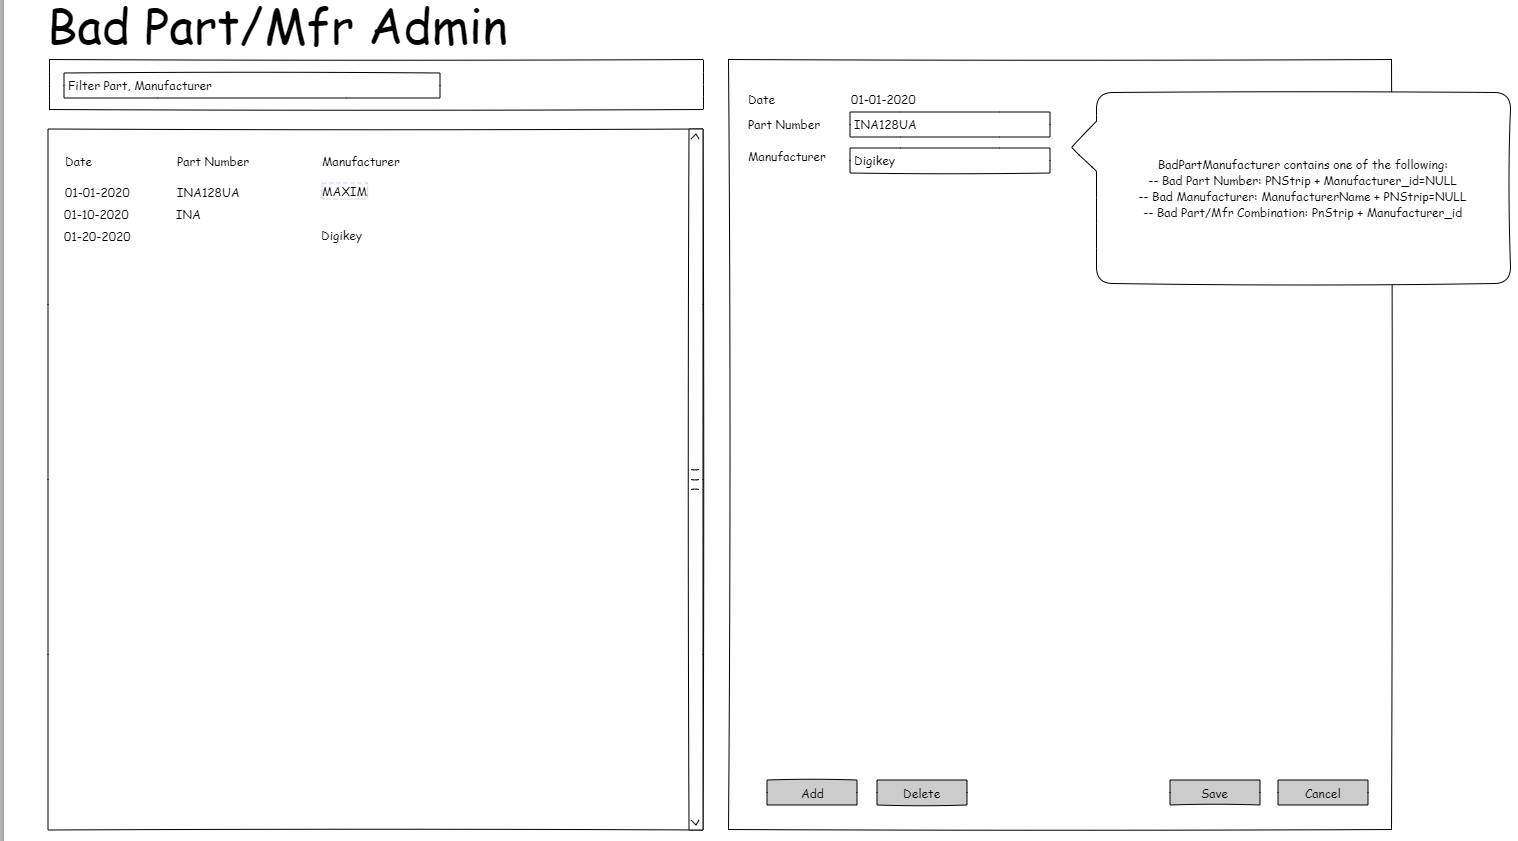 Bad Part/Mfr Admin
Filter Part, Manufacturer
Date Part Number Manufacturer
01-01-2020 INA128UA MAXIM
01-10-2020 INA
01-20-2020 Digikey
Date 01-01-2020
Part Number INA128UA
Manufacturer Digikey
BadPartManufacturer contains one of the following:
-- Bad Part Number: PNStrip + Manufacturer_id=NULL
-- Bad Manufacturer: ManufacturerName + PNStrip=NULL
-- Bad Part/Mfr Combination: PnStrip + Manufacturer_id
Add Delete Save Cancel